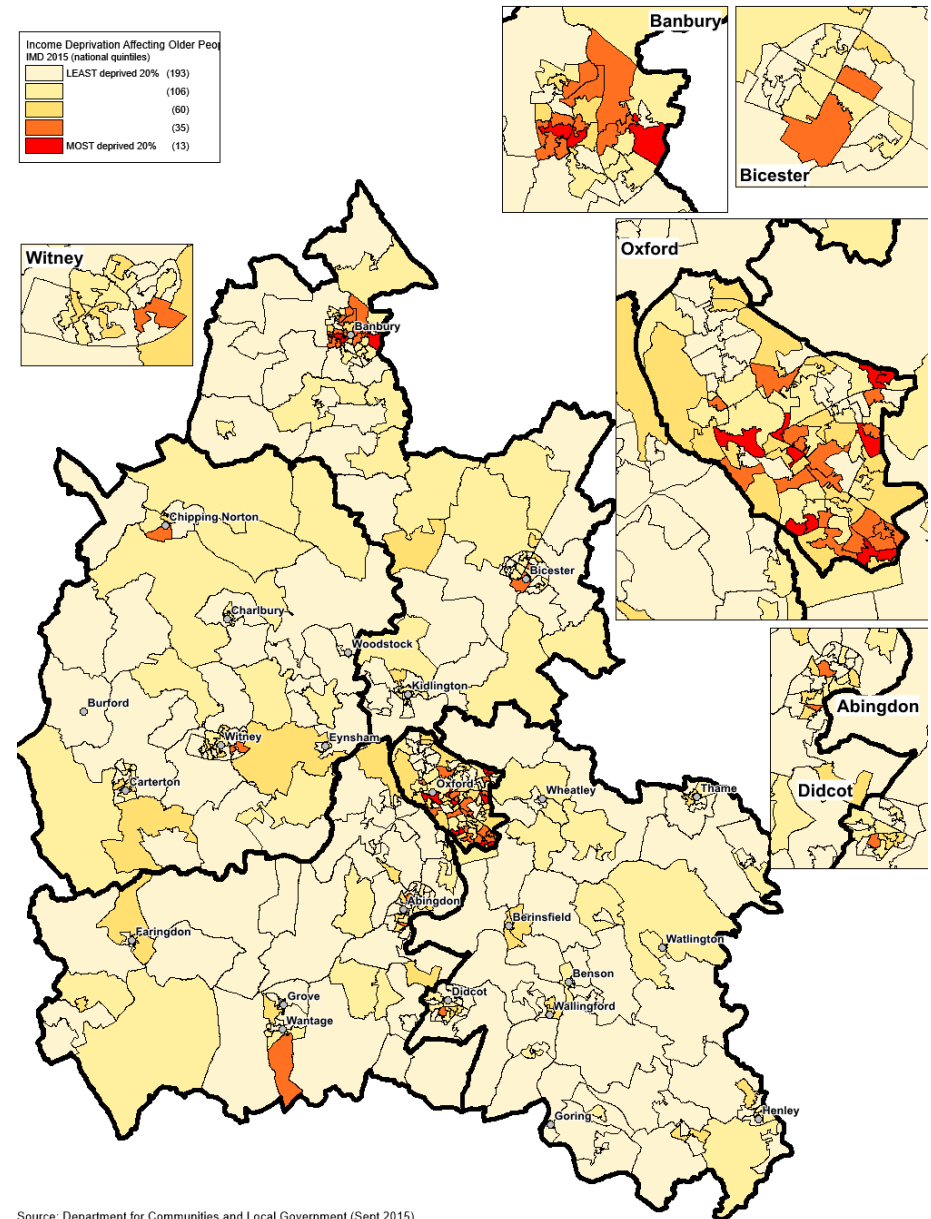 Income Deprivation Affecting Older Peo
IMD 2015 (national quintiles)
LEAST deprived 20% (193)
(106)
(60)
(35)
MOST deprived 20% (13)
Banbury
Bicester
Witney
Oxford
Abingdon
Didcot
Banbury
Chipping Norton
Bicester
Charlbury
Woodstock
Kidlington
Burford
Witney
Eynsham
Carterton
Oxford
Wheatley
Thame
Abingdon
Berinsfield
Faringdon
Watlington
Benson
Didcot
Grove
Wallingford
Wantage
Goring
Henley
Source: Department for Communities and Local Government (Sept 2015)